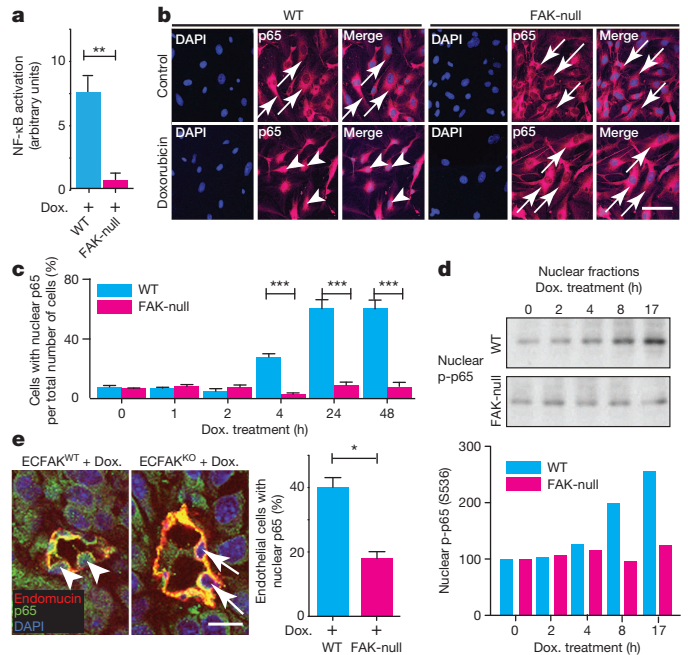 a
NF-κB activation
(arbitrary units)
10
5
0
**
Dox. + +
WT
FAK-null
b
WT FAK-null
Control
DAPI p65 Merge DAPI p65 Merge
Doxorubicin
DAPI p65 Merge DAPI p65 Merge
c
Cells with nuclear p65
per total number of cells (%)
80
40
0
WT
FAK-null
*** *** ***
0 1 2 4 24 48
Dox. treatment (h)
d
Nuclear fractions
Dox. treatment (h)
0 2 4 8 17
Nuclear
p-p65
WT
FAK-null
Nuclear p-p65 (S536)
300
200
100
0
WT
FAK-null
0 2 4 8 17
Dox. treatment (h)
e
ECFAKᵂᵀ + Dox. ECFAKᴷᴼ + Dox.
Endomucin
p65
DAPI
Endothelial cells with
nuclear p65 (%)
40
20
0
*
Dox. + +
WT FAK-null